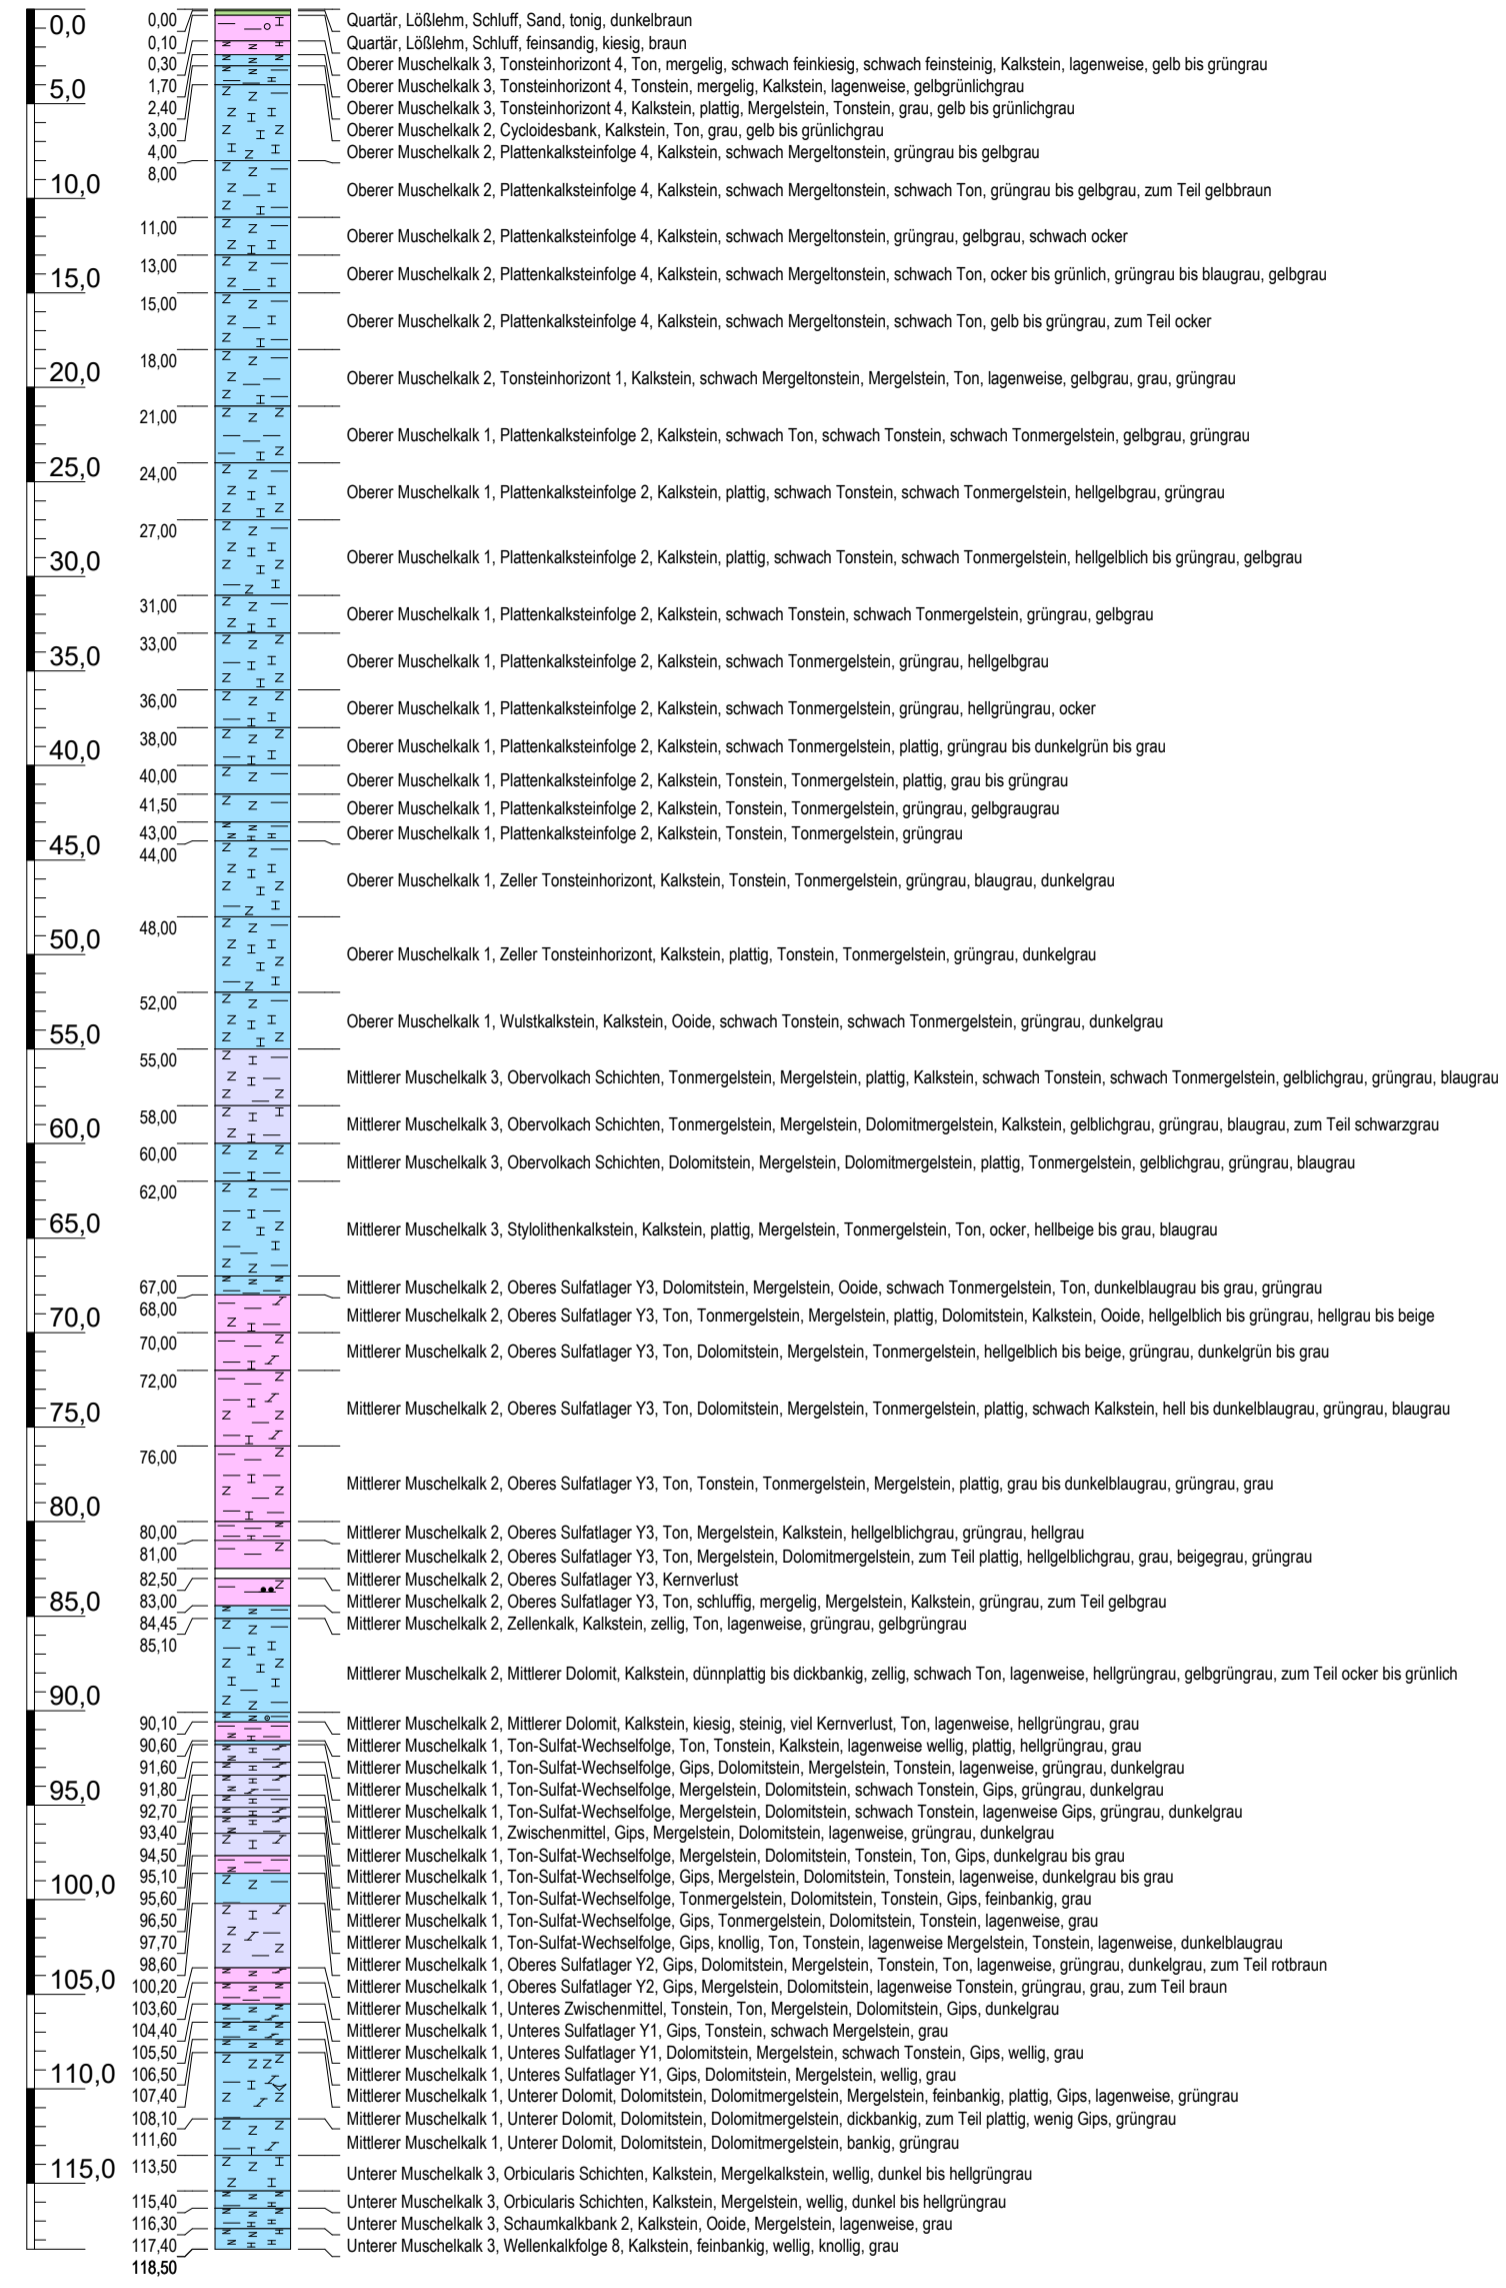 0,0
5,0
10,0
15,0
20,0
25,0
30,0
35,0
40,0
45,0
50,0
55,0
60,0
65,0
70,0
75,0
80,0
85,0
90,0
95,0
100,0
105,0
110,0
115,0
0,00 Quartär, Lößlehm, Schluff, Sand, tonig, dunkelbraun
0,10 Quartär, Lößlehm, Schluff, feinsandig, kiesig, braun
0,30 Oberer Muschelkalk 3, Tonsteinhorizont 4, Ton, mergelig, schwach feinkiesig, schwach feinsteinig, Kalkstein, lagenweise, gelb bis grüngrau
1,70 Oberer Muschelkalk 3, Tonsteinhorizont 4, Tonstein, mergelig, Kalkstein, lagenweise, gelbgrünlichgrau
2,40 Oberer Muschelkalk 3, Tonsteinhorizont 4, Kalkstein, plattig, Mergelstein, Tonstein, grau, gelb bis grünlichgrau
3,00 Oberer Muschelkalk 2, Cycloidesbank, Kalkstein, Ton, grau, gelb bis grünlichgrau
4,00 Oberer Muschelkalk 2, Plattenkalksteinfolge 4, Kalkstein, schwach Mergeltonstein, grüngrau bis gelbgrau
8,00 Oberer Muschelkalk 2, Plattenkalksteinfolge 4, Kalkstein, schwach Mergeltonstein, schwach Ton, grüngrau bis gelbgrau, zum Teil gelbbraun
11,00 Oberer Muschelkalk 2, Plattenkalksteinfolge 4, Kalkstein, schwach Mergeltonstein, grüngrau, gelbgrau, schwach ocker
13,00 Oberer Muschelkalk 2, Plattenkalksteinfolge 4, Kalkstein, schwach Mergeltonstein, schwach Ton, ocker bis grünlich, grüngrau bis blaugrau, gelbgrau
15,00 Oberer Muschelkalk 2, Plattenkalksteinfolge 4, Kalkstein, schwach Mergeltonstein, schwach Ton, gelb bis grüngrau, zum Teil ocker
18,00 Oberer Muschelkalk 2, Tonsteinhorizont 1, Kalkstein, schwach Mergeltonstein, Mergelstein, Ton, lagenweise, gelbgrau, grau, grüngrau
21,00 Oberer Muschelkalk 1, Plattenkalksteinfolge 2, Kalkstein, schwach Ton, schwach Tonstein, schwach Tonmergelstein, gelbgrau, grüngrau
24,00 Oberer Muschelkalk 1, Plattenkalksteinfolge 2, Kalkstein, plattig, schwach Tonstein, schwach Tonmergelstein, hellgelbgrau, grüngrau
27,00 Oberer Muschelkalk 1, Plattenkalksteinfolge 2, Kalkstein, plattig, schwach Tonstein, schwach Tonmergelstein, hellgelblich bis grüngrau, gelbgrau
31,00 Oberer Muschelkalk 1, Plattenkalksteinfolge 2, Kalkstein, schwach Tonstein, schwach Tonmergelstein, grüngrau, gelbgrau
33,00 Oberer Muschelkalk 1, Plattenkalksteinfolge 2, Kalkstein, schwach Tonmergelstein, grüngrau, hellgelbgrau
36,00 Oberer Muschelkalk 1, Plattenkalksteinfolge 2, Kalkstein, schwach Tonmergelstein, grüngrau, hellgrüngrau, ocker
38,00 Oberer Muschelkalk 1, Plattenkalksteinfolge 2, Kalkstein, schwach Tonmergelstein, plattig, grüngrau bis dunkelgrün bis grau
40,00 Oberer Muschelkalk 1, Plattenkalksteinfolge 2, Kalkstein, Tonstein, Tonmergelstein, plattig, grau bis grüngrau
41,50 Oberer Muschelkalk 1, Plattenkalksteinfolge 2, Kalkstein, Tonstein, Tonmergelstein, grüngrau, gelbgraugrau
43,00 Oberer Muschelkalk 1, Plattenkalksteinfolge 2, Kalkstein, Tonstein, Tonmergelstein, grüngrau
44,00 Oberer Muschelkalk 1, Zeller Tonsteinhorizont, Kalkstein, Tonstein, Tonmergelstein, grüngrau, blaugrau, dunkelgrau
48,00 Oberer Muschelkalk 1, Zeller Tonsteinhorizont, Kalkstein, plattig, Tonstein, Tonmergelstein, grüngrau, dunkelgrau
52,00 Oberer Muschelkalk 1, Wulstkalkstein, Kalkstein, Ooide, schwach Tonstein, schwach Tonmergelstein, grüngrau, dunkelgrau
55,00 Mittlerer Muschelkalk 3, Obervolkach Schichten, Tonmergelstein, Mergelstein, plattig, Kalkstein, schwach Tonstein, schwach Tonmergelstein, gelblichgrau, grüngrau, blaugrau
58,00 Mittlerer Muschelkalk 3, Obervolkach Schichten, Tonmergelstein, Mergelstein, Dolomitmergelstein, Kalkstein, gelblichgrau, grüngrau, blaugrau, zum Teil schwarzgrau
60,00 Mittlerer Muschelkalk 3, Obervolkach Schichten, Dolomitstein, Mergelstein, Dolomitmergelstein, plattig, Tonmergelstein, gelblichgrau, grüngrau, blaugrau
62,00 Mittlerer Muschelkalk 3, Stylolithenkalkstein, Kalkstein, plattig, Mergelstein, Tonmergelstein, Ton, ocker, hellbeige bis grau, blaugrau
67,00 Mittlerer Muschelkalk 2, Oberes Sulfatlager Y3, Dolomitstein, Mergelstein, Ooide, schwach Tonmergelstein, Ton, dunkelblaugrau bis grau, grüngrau
68,00 Mittlerer Muschelkalk 2, Oberes Sulfatlager Y3, Ton, Tonmergelstein, Mergelstein, plattig, Dolomitstein, Kalkstein, Ooide, hellgelblich bis grüngrau, hellgrau bis beige
70,00 Mittlerer Muschelkalk 2, Oberes Sulfatlager Y3, Ton, Dolomitstein, Mergelstein, Tonmergelstein, hellgelblich bis beige, grüngrau, dunkelgrün bis grau
72,00 Mittlerer Muschelkalk 2, Oberes Sulfatlager Y3, Ton, Dolomitstein, Mergelstein, Tonmergelstein, plattig, schwach Kalkstein, hell bis dunkelblaugrau, grüngrau, blaugrau
76,00 Mittlerer Muschelkalk 2, Oberes Sulfatlager Y3, Ton, Tonstein, Tonmergelstein, Mergelstein, plattig, grau bis dunkelblaugrau, grüngrau, grau
80,00 Mittlerer Muschelkalk 2, Oberes Sulfatlager Y3, Ton, Mergelstein, Kalkstein, hellgelblichgrau, grüngrau, hellgrau
81,00 Mittlerer Muschelkalk 2, Oberes Sulfatlager Y3, Ton, Mergelstein, Dolomitmergelstein, zum Teil plattig, hellgelblichgrau, grau, beigegrau, grüngrau
82,50 Mittlerer Muschelkalk 2, Oberes Sulfatlager Y3, Kernverlust
83,00 Mittlerer Muschelkalk 2, Oberes Sulfatlager Y3, Ton, schluffig, mergelig, Mergelstein, Kalkstein, grüngrau, zum Teil gelbgrau
84,45 Mittlerer Muschelkalk 2, Zellenkalk, Kalkstein, zellig, Ton, lagenweise, grüngrau, gelbgrüngrau
85,10 Mittlerer Muschelkalk 2, Mittlerer Dolomit, Kalkstein, dünnplattig bis dickbankig, zellig, schwach Ton, lagenweise, hellgrüngrau, gelbgrüngrau, zum Teil ocker bis grünlich
90,10 Mittlerer Muschelkalk 2, Mittlerer Dolomit, Kalkstein, kiesig, steinig, viel Kernverlust, Ton, lagenweise, hellgrüngrau, grau
90,60 Mittlerer Muschelkalk 1, Ton-Sulfat-Wechselfolge, Ton, Tonstein, Kalkstein, lagenweise wellig, plattig, hellgrüngrau, grau
91,60 Mittlerer Muschelkalk 1, Ton-Sulfat-Wechselfolge, Gips, Dolomitstein, Mergelstein, Tonstein, lagenweise, grüngrau, dunkelgrau
91,80 Mittlerer Muschelkalk 1, Ton-Sulfat-Wechselfolge, Mergelstein, Dolomitstein, schwach Tonstein, Gips, grüngrau, dunkelgrau
92,70 Mittlerer Muschelkalk 1, Ton-Sulfat-Wechselfolge, Mergelstein, Dolomitstein, schwach Tonstein, lagenweise Gips, grüngrau, dunkelgrau
93,40 Mittlerer Muschelkalk 1, Zwischenmittel, Gips, Mergelstein, Dolomitstein, lagenweise, grüngrau, dunkelgrau
94,50 Mittlerer Muschelkalk 1, Ton-Sulfat-Wechselfolge, Mergelstein, Dolomitstein, Tonstein, Ton, Gips, dunkelgrau bis grau
95,10 Mittlerer Muschelkalk 1, Ton-Sulfat-Wechselfolge, Gips, Mergelstein, Dolomitstein, Tonstein, lagenweise, dunkelgrau bis grau
95,60 Mittlerer Muschelkalk 1, Ton-Sulfat-Wechselfolge, Tonmergelstein, Dolomitstein, Tonstein, Gips, feinbankig, grau
96,50 Mittlerer Muschelkalk 1, Ton-Sulfat-Wechselfolge, Gips, Tonmergelstein, Dolomitstein, Tonstein, lagenweise, grau
97,70 Mittlerer Muschelkalk 1, Ton-Sulfat-Wechselfolge, Gips, knollig, Ton, Tonstein, lagenweise Mergelstein, Tonstein, lagenweise, dunkelblaugrau
98,60 Mittlerer Muschelkalk 1, Oberes Sulfatlager Y2, Gips, Dolomitstein, Mergelstein, Tonstein, Ton, lagenweise, grüngrau, dunkelgrau, zum Teil rotbraun
100,20 Mittlerer Muschelkalk 1, Oberes Sulfatlager Y2, Gips, Mergelstein, Dolomitstein, lagenweise Tonstein, grüngrau, grau, zum Teil braun
103,60 Mittlerer Muschelkalk 1, Unteres Zwischenmittel, Tonstein, Ton, Mergelstein, Dolomitstein, Gips, dunkelgrau
104,40 Mittlerer Muschelkalk 1, Unteres Sulfatlager Y1, Gips, Tonstein, schwach Mergelstein, grau
105,50 Mittlerer Muschelkalk 1, Unteres Sulfatlager Y1, Dolomitstein, Mergelstein, schwach Tonstein, Gips, wellig, grau
106,50 Mittlerer Muschelkalk 1, Unteres Sulfatlager Y1, Gips, Dolomitstein, Mergelstein, wellig, grau
107,40 Mittlerer Muschelkalk 1, Unterer Dolomit, Dolomitstein, Dolomitmergelstein, Mergelstein, feinbankig, plattig, Gips, lagenweise, grüngrau
108,10 Mittlerer Muschelkalk 1, Unterer Dolomit, Dolomitstein, Dolomitmergelstein, dickbankig, zum Teil plattig, wenig Gips, grüngrau
111,60 Mittlerer Muschelkalk 1, Unterer Dolomit, Dolomitstein, Dolomitmergelstein, bankig, grüngrau
113,50 Unterer Muschelkalk 3, Orbicularis Schichten, Kalkstein, Mergelkalkstein, wellig, dunkel bis hellgrüngrau
115,40 Unterer Muschelkalk 3, Orbicularis Schichten, Kalkstein, Mergelstein, wellig, dunkel bis hellgrüngrau
116,30 Unterer Muschelkalk 3, Schaumkalkbank 2, Kalkstein, Ooide, Mergelstein, lagenweise, grau
117,40 Unterer Muschelkalk 3, Wellenkalkfolge 8, Kalkstein, feinbankig, wellig, knollig, grau
118,50